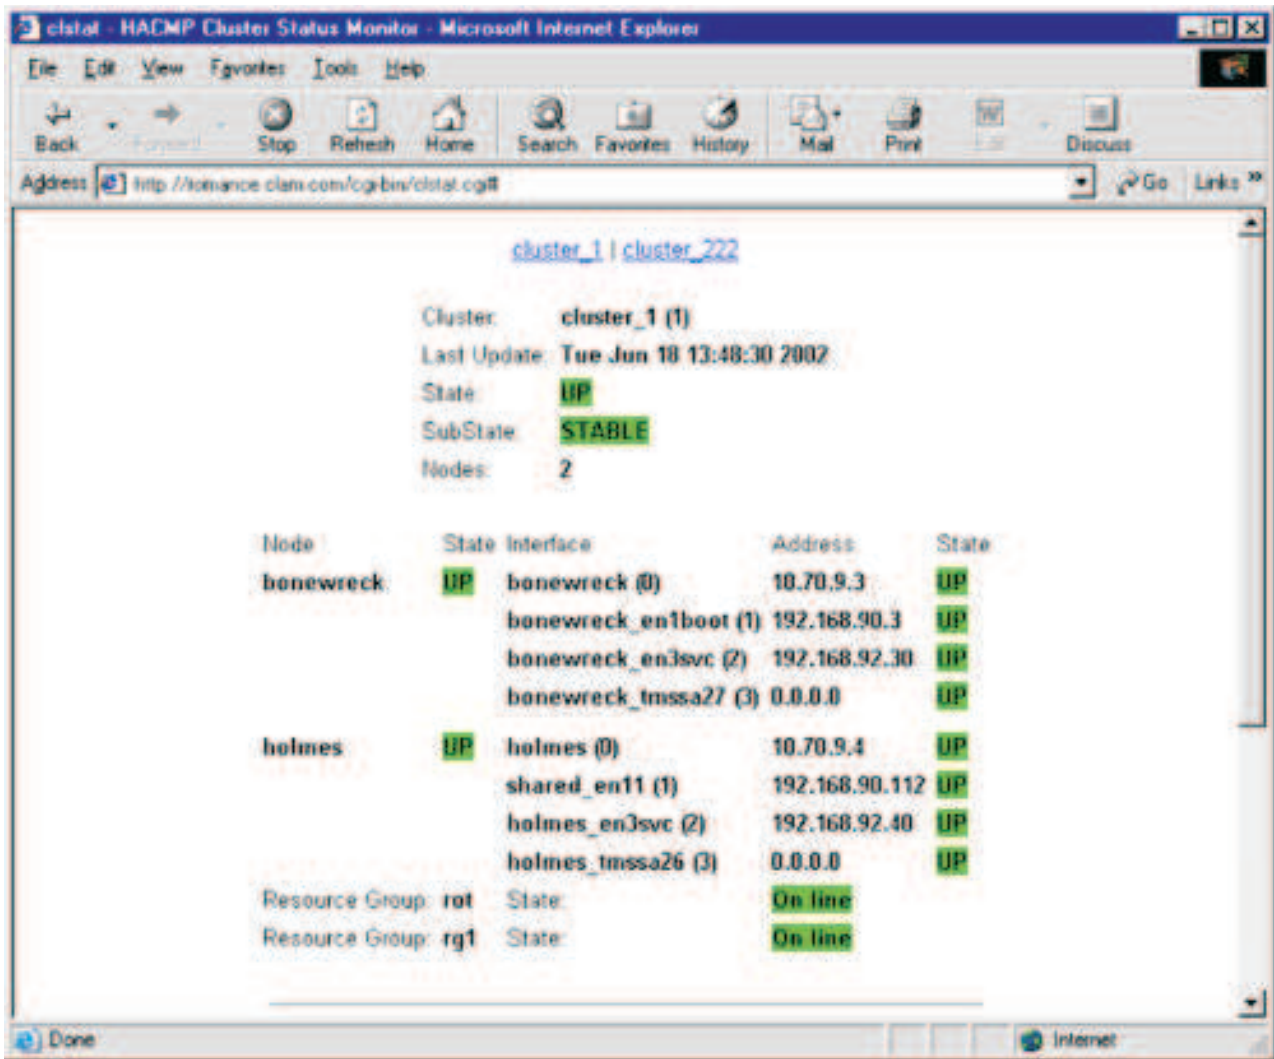 clstat - HACMP Cluster Status Monitor - Microsoft Internet Explorer
File Edit View Favorites Tools Help
Back Forward Stop Refresh Home Search Favorites History Mail Print Edit Discuss
Address http://romance.clam.com/cgi-bin/clstat.cgi# Go Links »
cluster_1 | cluster_222
Cluster: cluster_1 (1)
Last Update: Tue Jun 18 13:48:30 2002
State: UP
SubState: STABLE
Nodes: 2
Node State Interface Address State
bonewreck UP bonewreck (0) 10.70.9.3 UP
bonewreck_en1boot (1) 192.168.90.3 UP
bonewreck_en3svc (2) 192.168.92.30 UP
bonewreck_tmssa27 (3) 0.0.0.0 UP
holmes UP holmes (0) 10.70.9.4 UP
shared_en11 (1) 192.168.90.112 UP
holmes_en3svc (2) 192.168.92.40 UP
holmes_tmssa26 (3) 0.0.0.0 UP
Resource Group: rot State: On line
Resource Group: rg1 State: On line
Done Internet